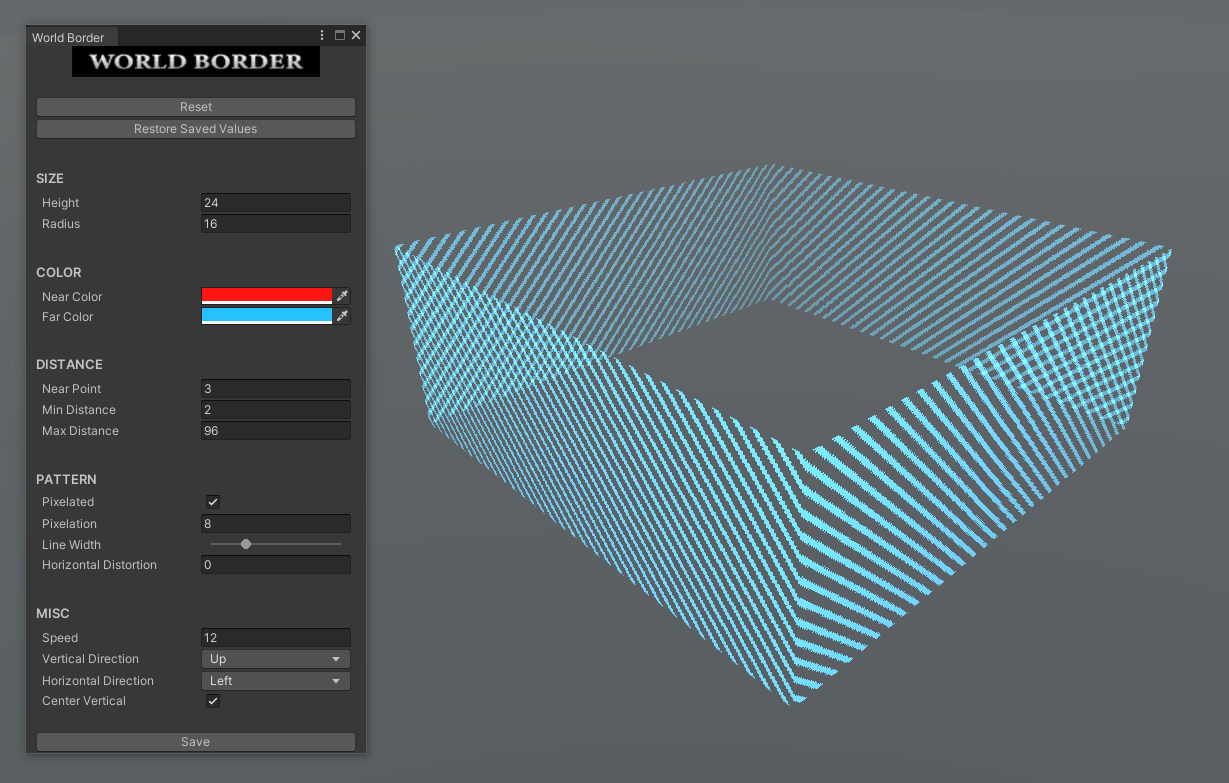 World Border
WORLD BORDER
Reset
Restore Saved Values
SIZE
Height 24
Radius 16
COLOR
Near Color
Far Color
DISTANCE
Near Point 3
Min Distance 2
Max Distance 96
PATTERN
Pixelated
Pixelation 8
Line Width
Horizontal Distortion 0
MISC
Speed 12
Vertical Direction Up
Horizontal Direction Left
Center Vertical
Save